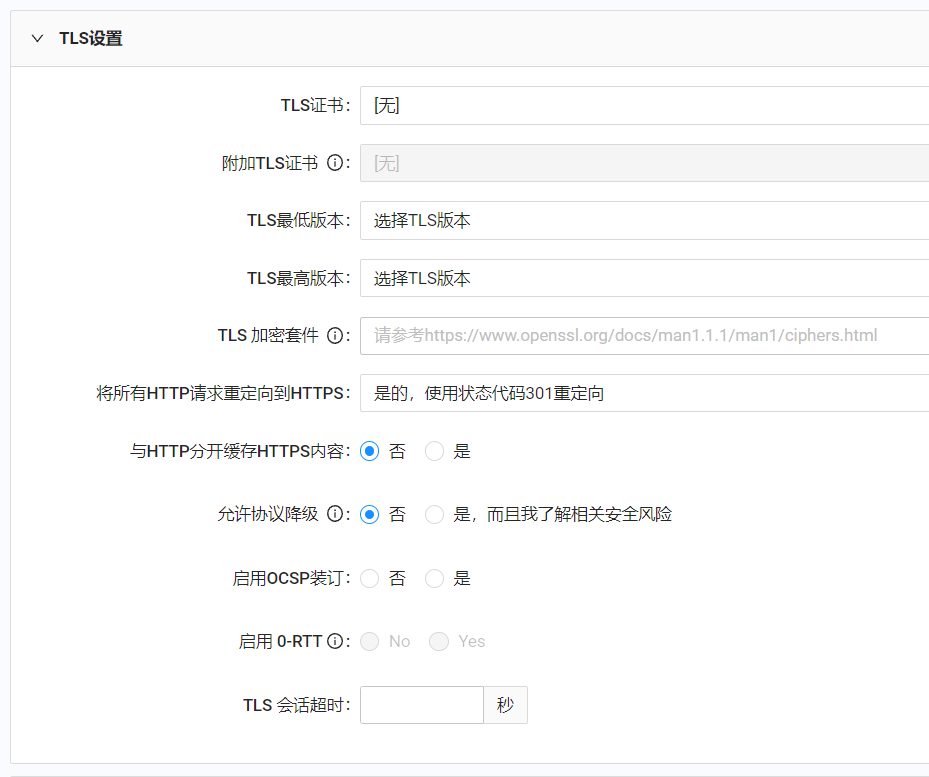 TLS设置
TLS证书: [无]
附加TLS证书 : [无]
TLS最低版本: 选择TLS版本
TLS最高版本: 选择TLS版本
TLS 加密套件 : 请参考https://www.openssl.org/docs/man1.1.1/man1/ciphers.html
将所有HTTP请求重定向到HTTPS: 是的，使用状态代码301重定向
与HTTP分开缓存HTTPS内容: 否 是
允许协议降级 : 否 是，而且我了解相关安全风险
启用OCSP装订: 否 是
启用 0-RTT : No Yes
TLS 会话超时: 秒